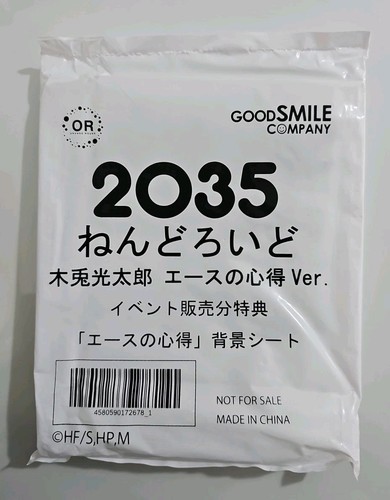 OR
GOODSMILE
COMPANY
2035
ねんどろいど
木兎光太郎 エースの心得 Ver.
イベント販売分特典
「エースの心得」背景シート
4580590172678_1
NOT FOR SALE
MADE IN CHINA
©HF/S,HP,M